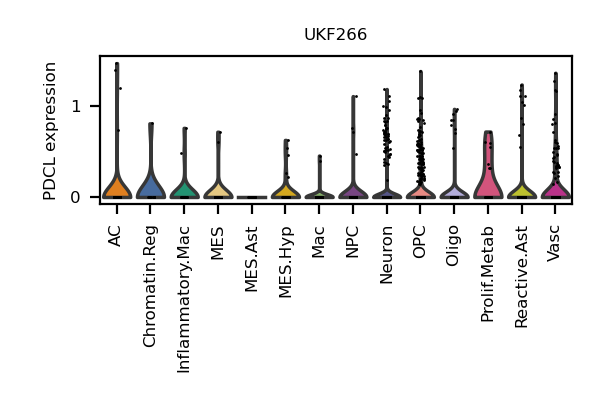 UKF266
PDCL expression
1
0
AC
Chromatin.Reg
Inflammatory.Mac
MES
MES.Ast
MES.Hyp
Mac
NPC
Neuron
OPC
Oligo
Prolif.Metab
Reactive.Ast
Vasc